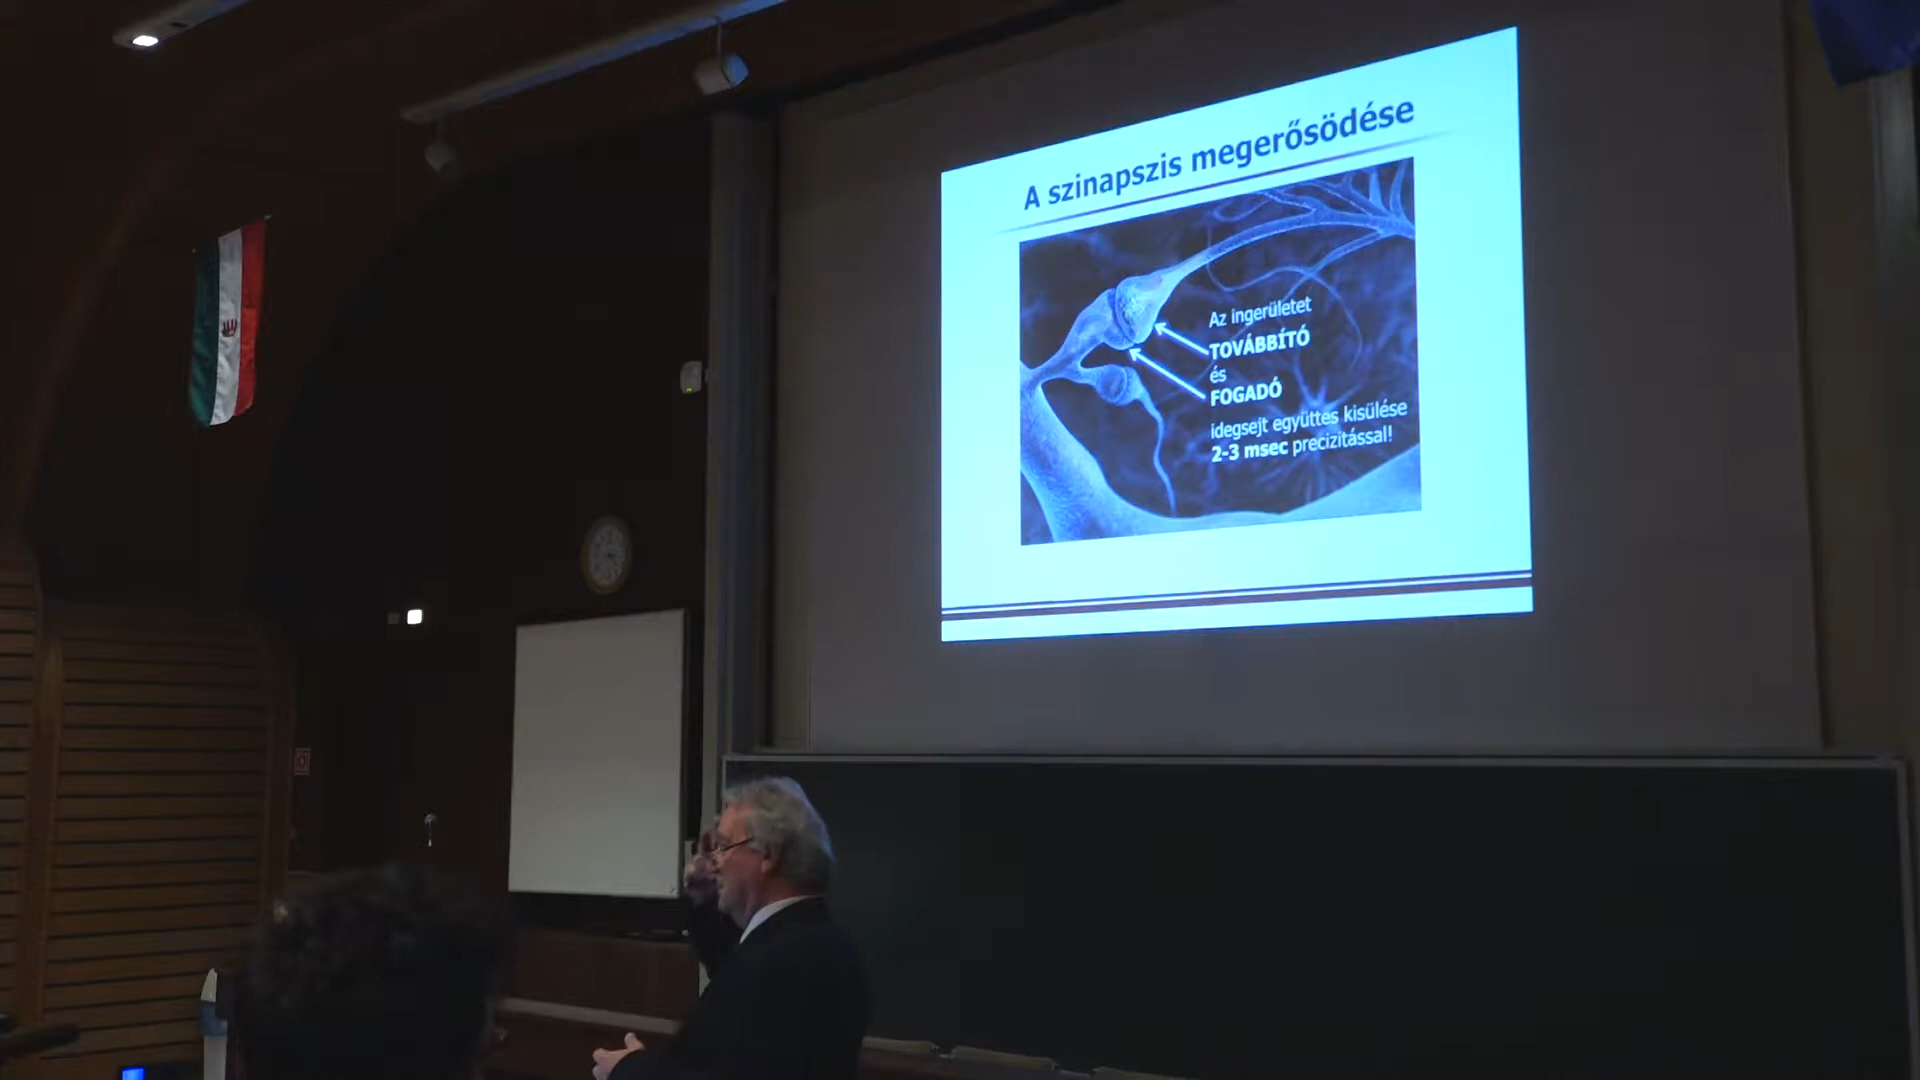 A szinapszis megerősödése
Az ingerületet
TOVÁBBÍTÓ
és
FOGADÓ
idegsejt együttes kisülése
2-3 msec precizitással!